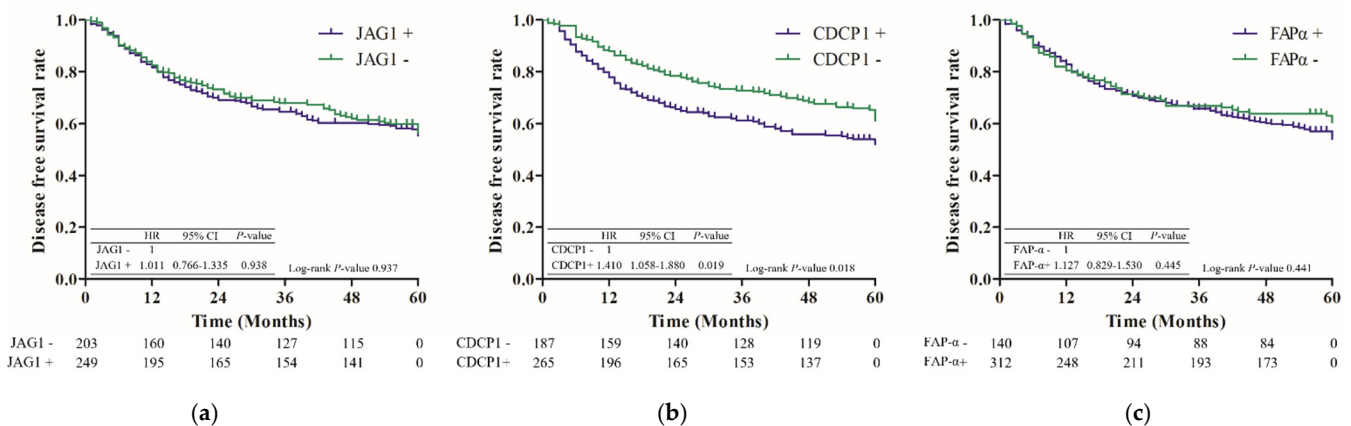 Disease free survival rate
1.0
0.8
0.6
0.4
0.2
0.0
JAG1 +
JAG1 -
HR 95% CI P-value
JAG1 - 1
JAG1 + 1.011 0.766-1.335 0.938
Log-rank P-value 0.937
0 12 24 36 48 60
Time (Months)
JAG1 - 203 160 140 127 115 0
JAG1 + 249 195 165 154 141 0
(a)
Disease free survival rate
1.0
0.8
0.6
0.4
0.2
0.0
CDCP1 +
CDCP1 -
HR 95% CI P-value
CDCP1 - 1
CDCP1+ 1.410 1.058-1.880 0.019
Log-rank P-value 0.018
0 12 24 36 48 60
Time (Months)
CDCP1 - 187 159 140 128 119 0
CDCP1+ 265 196 165 153 137 0
(b)
Disease free survival rate
1.0
0.8
0.6
0.4
0.2
0.0
FAPα +
FAPα -
HR 95% CI P-value
FAP-α - 1
FAP-α+ 1.127 0.829-1.530 0.445
Log-rank P-value 0.441
0 12 24 36 48 60
Time (Months)
FAP-α - 140 107 94 88 84 0
FAP-α+ 312 248 211 193 173 0
(c)